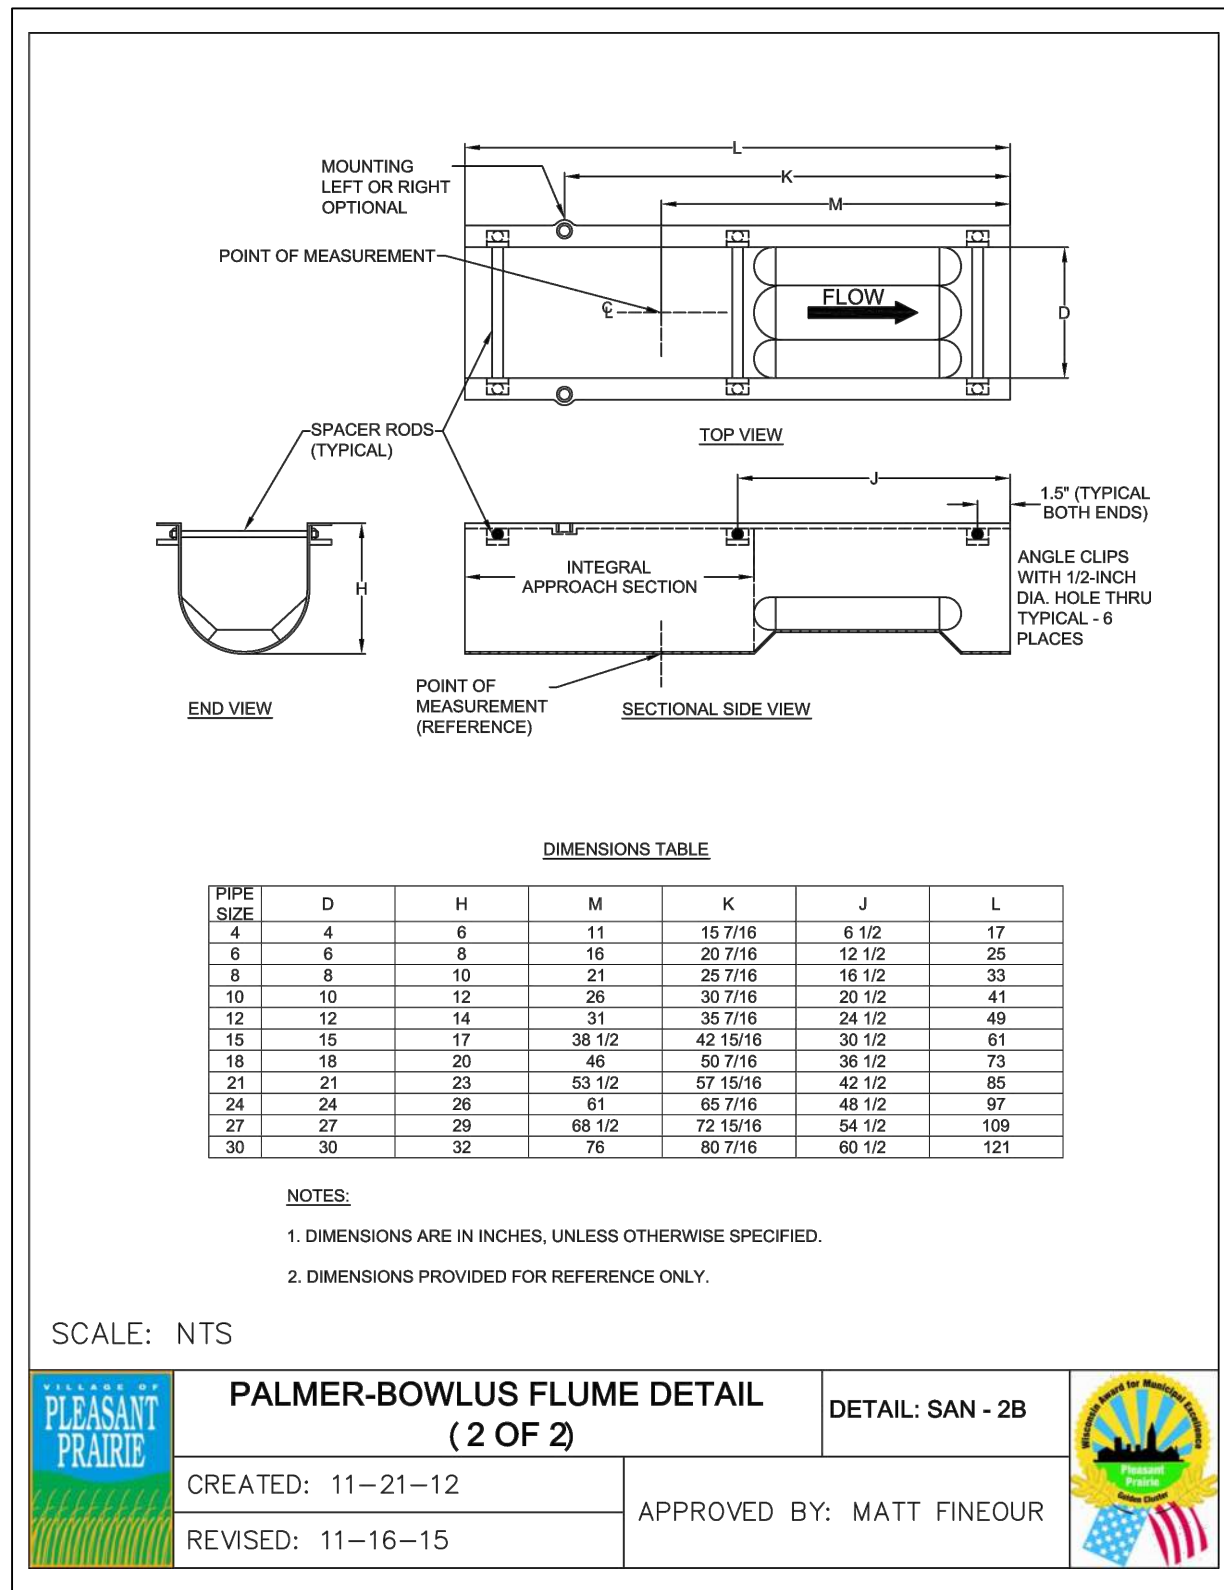 L
MOUNTING
LEFT OR RIGHT
OPTIONAL
K
M
POINT OF MEASUREMENT
FLOW
℄
D
SPACER RODS
(TYPICAL)
TOP VIEW
J
1.5" (TYPICAL
BOTH ENDS)
INTEGRAL
APPROACH SECTION
ANGLE CLIPS
WITH 1/2-INCH
DIA. HOLE THRU
TYPICAL - 6
PLACES
H
POINT OF
MEASUREMENT
(REFERENCE)
END VIEW
SECTIONAL SIDE VIEW
DIMENSIONS TABLE
PIPE SIZE D H M K J L
4 4 6 11 15 7/16 6 1/2 17
6 6 8 16 20 7/16 12 1/2 25
8 8 10 21 25 7/16 16 1/2 33
10 10 12 26 30 7/16 20 1/2 41
12 12 14 31 35 7/16 24 1/2 49
15 15 17 38 1/2 42 15/16 30 1/2 61
18 18 20 46 50 7/16 36 1/2 73
21 21 23 53 1/2 57 15/16 42 1/2 85
24 24 26 61 65 7/16 48 1/2 97
27 27 29 68 1/2 72 15/16 54 1/2 109
30 30 32 76 80 7/16 60 1/2 121
NOTES:
1. DIMENSIONS ARE IN INCHES, UNLESS OTHERWISE SPECIFIED.
2. DIMENSIONS PROVIDED FOR REFERENCE ONLY.
SCALE: NTS
VILLAGE OF
PLEASANT
PRAIRIE
PALMER-BOWLUS FLUME DETAIL
( 2 OF 2)
DETAIL: SAN - 2B
CREATED: 11-21-12
REVISED: 11-16-15
APPROVED BY: MATT FINEOUR
Wisconsin Award for Municipal Excellence
Pleasant
Prairie
Golden Cluster